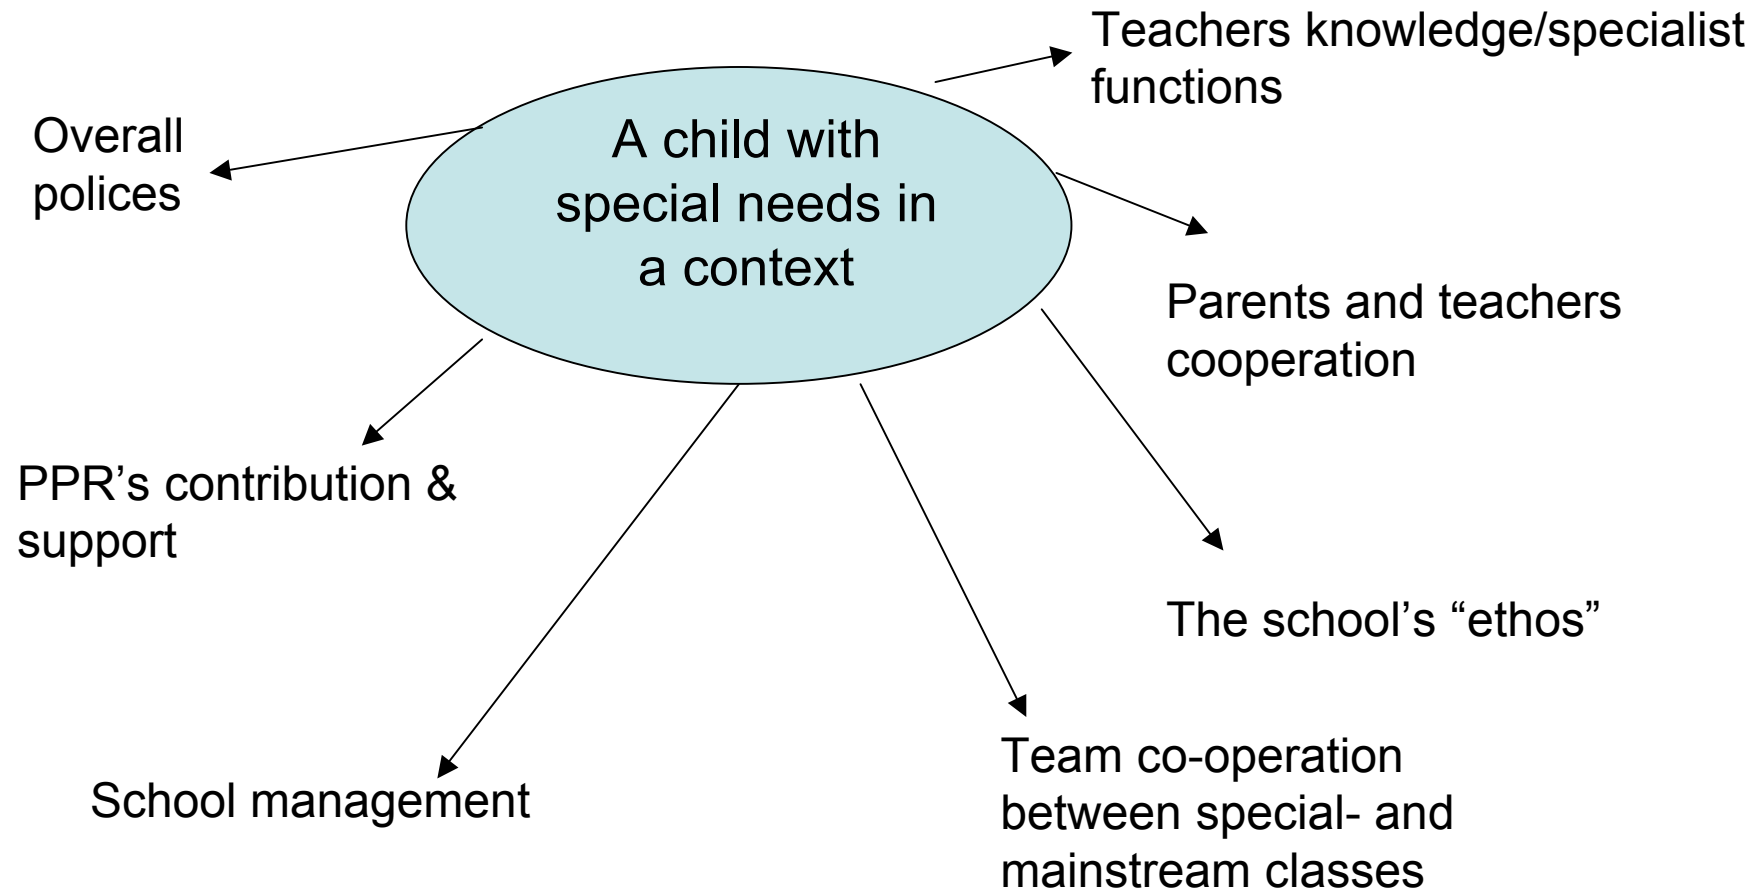 Teachers knowledge/specialist
functions
Overall
polices
A child with
special needs in
a context
Parents and teachers
cooperation
PPR’s contribution &
support
The school’s “ethos”
School management
Team co-operation
between special- and
mainstream classes